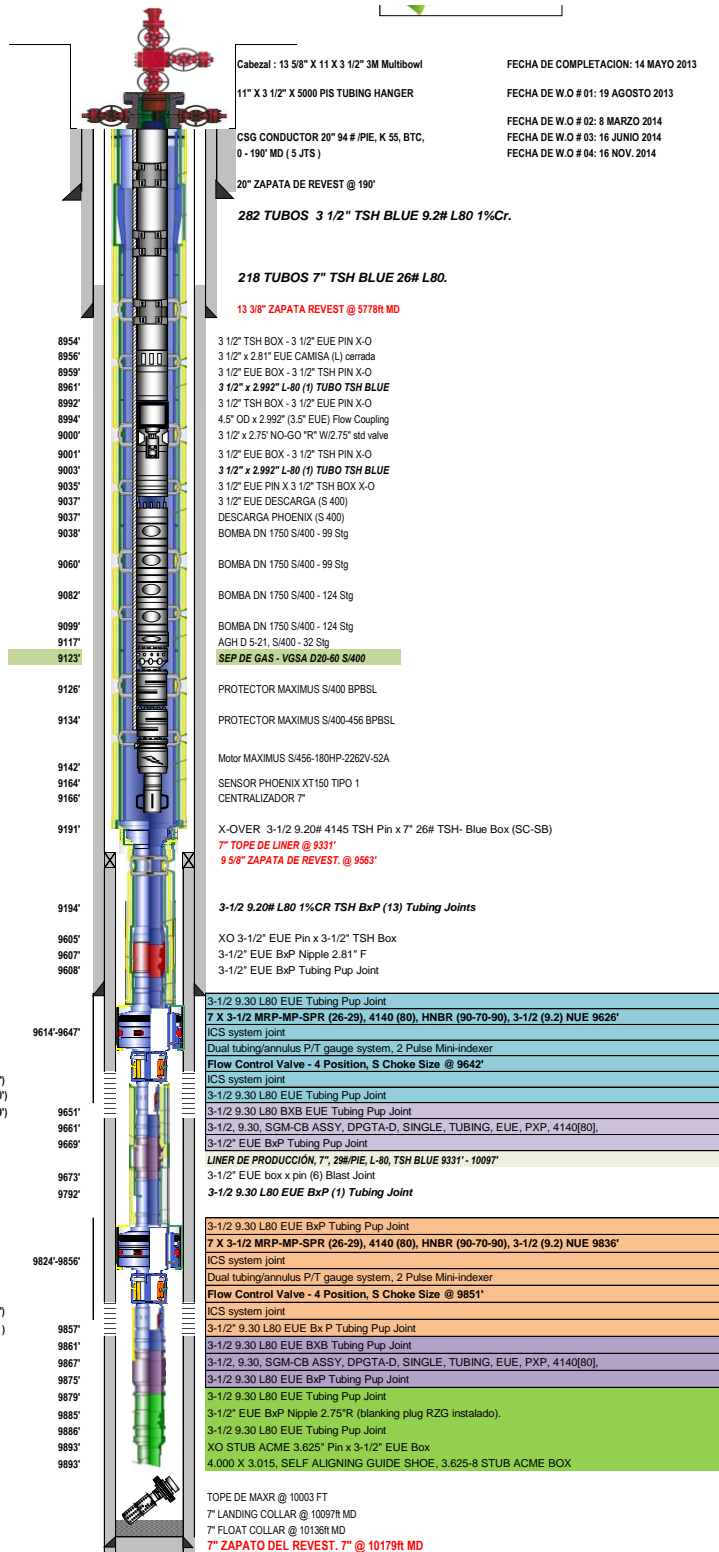 Cabezal : 13 5/8" X 11 X 3 1/2" 3M Multibowl FECHA DE COMPLETACION: 14 MAYO 2013
11" X 3 1/2" X 5000 PIS TUBING HANGER FECHA DE W.O # 01: 19 AGOSTO 2013
FECHA DE W.O # 02: 8 MARZO 2014
CSG CONDUCTOR 20" 94 # /PIE, K 55, BTC, FECHA DE W.O # 03: 16 JUNIO 2014
0 - 190' MD ( 5 JTS ) FECHA DE W.O # 04: 16 NOV. 2014
20" ZAPATA DE REVEST @ 190'
282 TUBOS 3 1/2" TSH BLUE 9.2# L80 1%Cr.
218 TUBOS 7" TSH BLUE 26# L80.
13 3/8" ZAPATA REVEST @ 5778ft MD
8954' 3 1/2" TSH BOX - 3 1/2" EUE PIN X-O
8956' 3 1/2" x 2.81" EUE CAMISA (L) cerrada
8959' 3 1/2" EUE BOX - 3 1/2" TSH PIN X-O
8961' 3 1/2" x 2.992" L-80 (1) TUBO TSH BLUE
8992' 3 1/2" TSH BOX - 3 1/2" EUE PIN X-O
8994' 4.5" OD x 2.992" (3.5" EUE) Flow Coupling
9000' 3 1/2' x 2.75' NO-GO "R" W/2.75" std valve
9001' 3 1/2" EUE BOX - 3 1/2" TSH PIN X-O
9003' 3 1/2" x 2.992" L-80 (1) TUBO TSH BLUE
9035' 3 1/2" EUE PIN X 3 1/2" TSH BOX X-O
9037' 3 1/2" EUE DESCARGA (S 400)
9037' DESCARGA PHOENIX (S 400)
9038' BOMBA DN 1750 S/400 - 99 Stg
9060' BOMBA DN 1750 S/400 - 99 Stg
9082' BOMBA DN 1750 S/400 - 124 Stg
9099' BOMBA DN 1750 S/400 - 124 Stg
9117' AGH D 5-21, S/400 - 32 Stg
9123' SEP DE GAS - VGSA D20-60 S/400
9126' PROTECTOR MAXIMUS S/400 BPBSL
9134' PROTECTOR MAXIMUS S/400-456 BPBSL
9142' Motor MAXIMUS S/456-180HP-2262V-52A
9164' SENSOR PHOENIX XT150 TIPO 1
9166' CENTRALIZADOR 7"
9191' X-OVER 3-1/2 9.20# 4145 TSH Pin x 7" 26# TSH- Blue Box (SC-SB)
7" TOPE DE LINER @ 9331'
9 5/8" ZAPATA DE REVEST. @ 9563'
9194' 3-1/2 9.20# L80 1%CR TSH BxP (13) Tubing Joints
9605' XO 3-1/2" EUE Pin x 3-1/2" TSH Box
9607' 3-1/2" EUE BxP Nipple 2.81" F
9608' 3-1/2" EUE BxP Tubing Pup Joint
3-1/2 9.30 L80 EUE Tubing Pup Joint
7 X 3-1/2 MRP-MP-SPR (26-29), 4140 (80), HNBR (90-70-90), 3-1/2 (9.2) NUE 9626'
9614'-9647' ICS system joint
Dual tubing/annulus P/T gauge system, 2 Pulse Mini-indexer
Flow Control Valve - 4 Position, S Choke Size @ 9642'
ICS system joint
3-1/2 9.30 L80 EUE Tubing Pup Joint
9651' 3-1/2 9.30 L80 BXB EUE Tubing Pup Joint
9661' 3-1/2, 9.30, SGM-CB ASSY, DPGTA-D, SINGLE, TUBING, EUE, PXP, 4140[80],
9669' 3-1/2" EUE BxP Tubing Pup Joint
LINER DE PRODUCCIÓN, 7", 29#/PIE, L-80, TSH BLUE 9331' - 10097'
9673' 3-1/2" EUE box x pin (6) Blast Joint
9792' 3-1/2 9.30 L80 EUE BxP (1) Tubing Joint
3-1/2 9.30 L80 EUE BxP Tubing Pup Joint
7 X 3-1/2 MRP-MP-SPR (26-29), 4140 (80), HNBR (90-70-90), 3-1/2 (9.2) NUE 9836'
9824'-9856' ICS system joint
Dual tubing/annulus P/T gauge system, 2 Pulse Mini-indexer
Flow Control Valve - 4 Position, S Choke Size @ 9851'
ICS system joint
9857' 3-1/2" 9.30 L80 EUE Bx P Tubing Pup Joint
9861' 3-1/2 9.30 L80 EUE BXB Tubing Pup Joint
9867' 3-1/2, 9.30, SGM-CB ASSY, DPGTA-D, SINGLE, TUBING, EUE, PXP, 4140[80],
9875' 3-1/2 9.30 L80 EUE BxP Tubing Pup Joint
9879' 3-1/2 9.30 L80 EUE Tubing Pup Joint
9885' 3-1/2" EUE BxP Nipple 2.75"R (blanking plug RZG instalado).
9886' 3-1/2 9.30 L80 EUE Tubing Pup Joint
9893' XO STUB ACME 3.625" Pin x 3-1/2" EUE Box
9893' 4.000 X 3.015, SELF ALIGNING GUIDE SHOE, 3.625-8 STUB ACME BOX
TOPE DE MAXR @ 10003 FT
7" LANDING COLLAR @ 10097ft MD
7" FLOAT COLLAR @ 10136ft MD
7" ZAPATO DEL REVEST. 7" @ 10179ft MD